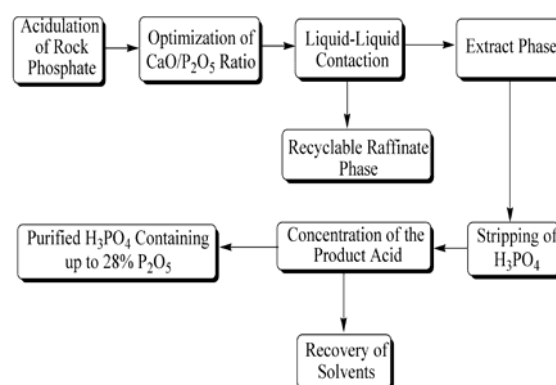 Acidulation
of Rock
Phosphate
Optimization of
CaO/P₂O₅ Ratio
Liquid-Liquid
Contaction
Extract Phase
Recyclable Raffinate
Phase
Purified H₃PO₄ Containing
up to 28% P₂O₅
Concentration of the
Product Acid
Stripping of
H₃PO₄
Recovery of
Solvents